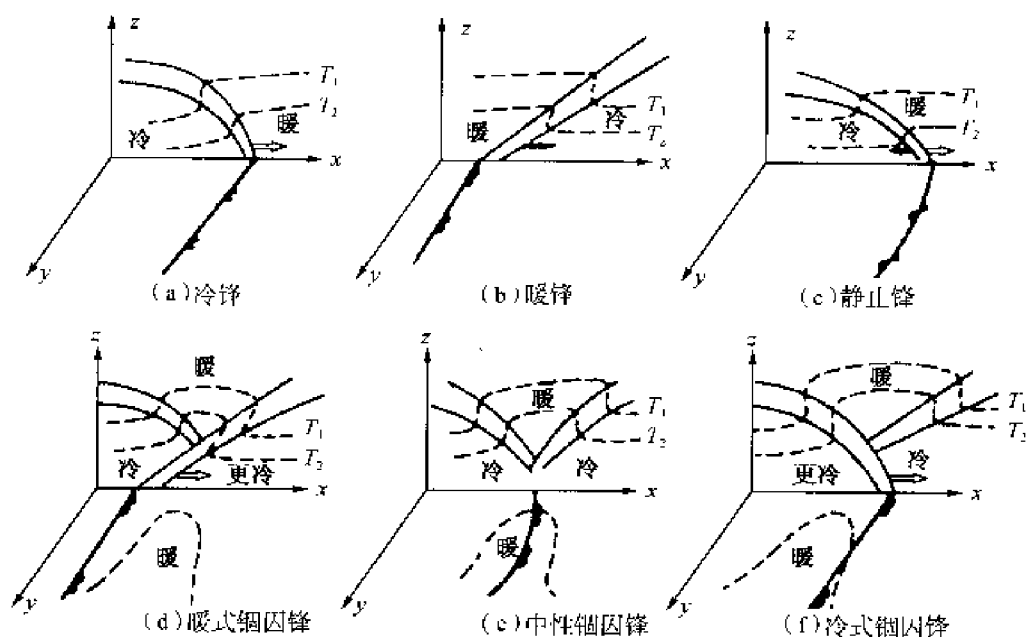 z
T₁
T₂
冷
暖
x
y
(a)冷锋
z
T₁
T₂
暖
冷
x
y
(b)暖锋
z
暖
T₁
冷
T₂
x
y
(c)静止锋
z
暖
T₁
T₂
冷
更冷
x
暖
y
(d)暖式锢囚锋
z
暖
T₁
T₂
冷
冷
x
暖
y
(e)中性锢囚锋
z
暖
T₁
T₂
更冷
冷
x
暖
y
(f)冷式锢囚锋